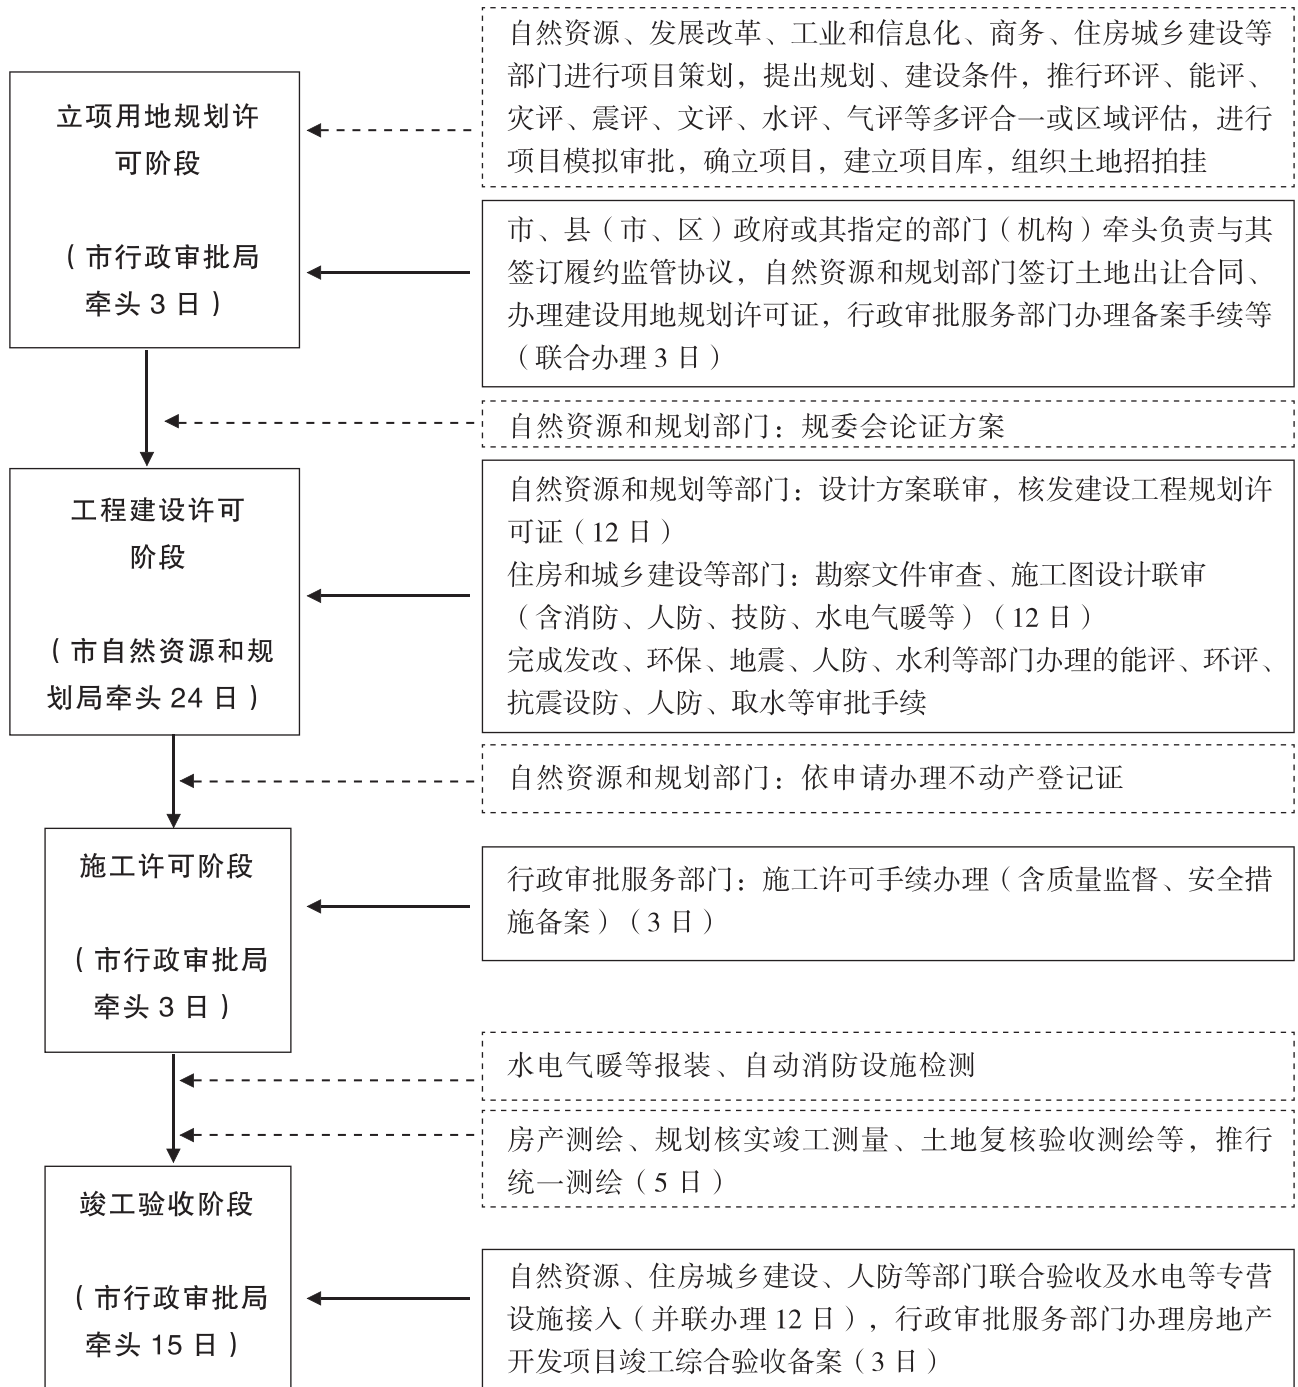 自然资源、发展改革、工业和信息化、商务、住房城乡建设等
部门进行项目策划，提出规划、建设条件，推行环评、能评、
灾评、震评、文评、水评、气评等多评合一或区域评估，进行
项目模拟审批，确立项目，建立项目库，组织土地招拍挂
立项用地规划许
可阶段
（市行政审批局
牵头 3 日）
市、县（市、区）政府或其指定的部门（机构）牵头负责与其
签订履约监管协议，自然资源和规划部门签订土地出让合同、
办理建设用地规划许可证，行政审批服务部门办理备案手续等
（联合办理 3 日）
自然资源和规划部门：规委会论证方案
工程建设许可
阶段
（市自然资源和规
划局牵头 24 日）
自然资源和规划等部门：设计方案联审，核发建设工程规划许
可证（12 日）
住房和城乡建设等部门：勘察文件审查、施工图设计联审
（含消防、人防、技防、水电气暖等）（12 日）
完成发改、环保、地震、人防、水利等部门办理的能评、环评、
抗震设防、人防、取水等审批手续
自然资源和规划部门：依申请办理不动产登记证
施工许可阶段
（市行政审批局
牵头 3 日）
行政审批服务部门：施工许可手续办理（含质量监督、安全措
施备案）（3 日）
水电气暖等报装、自动消防设施检测
房产测绘、规划核实竣工测量、土地复核验收测绘等，推行
统一测绘（5 日）
竣工验收阶段
（市行政审批局
牵头 15 日）
自然资源、住房城乡建设、人防等部门联合验收及水电等专营
设施接入（并联办理 12 日），行政审批服务部门办理房地产
开发项目竣工综合验收备案（3 日）